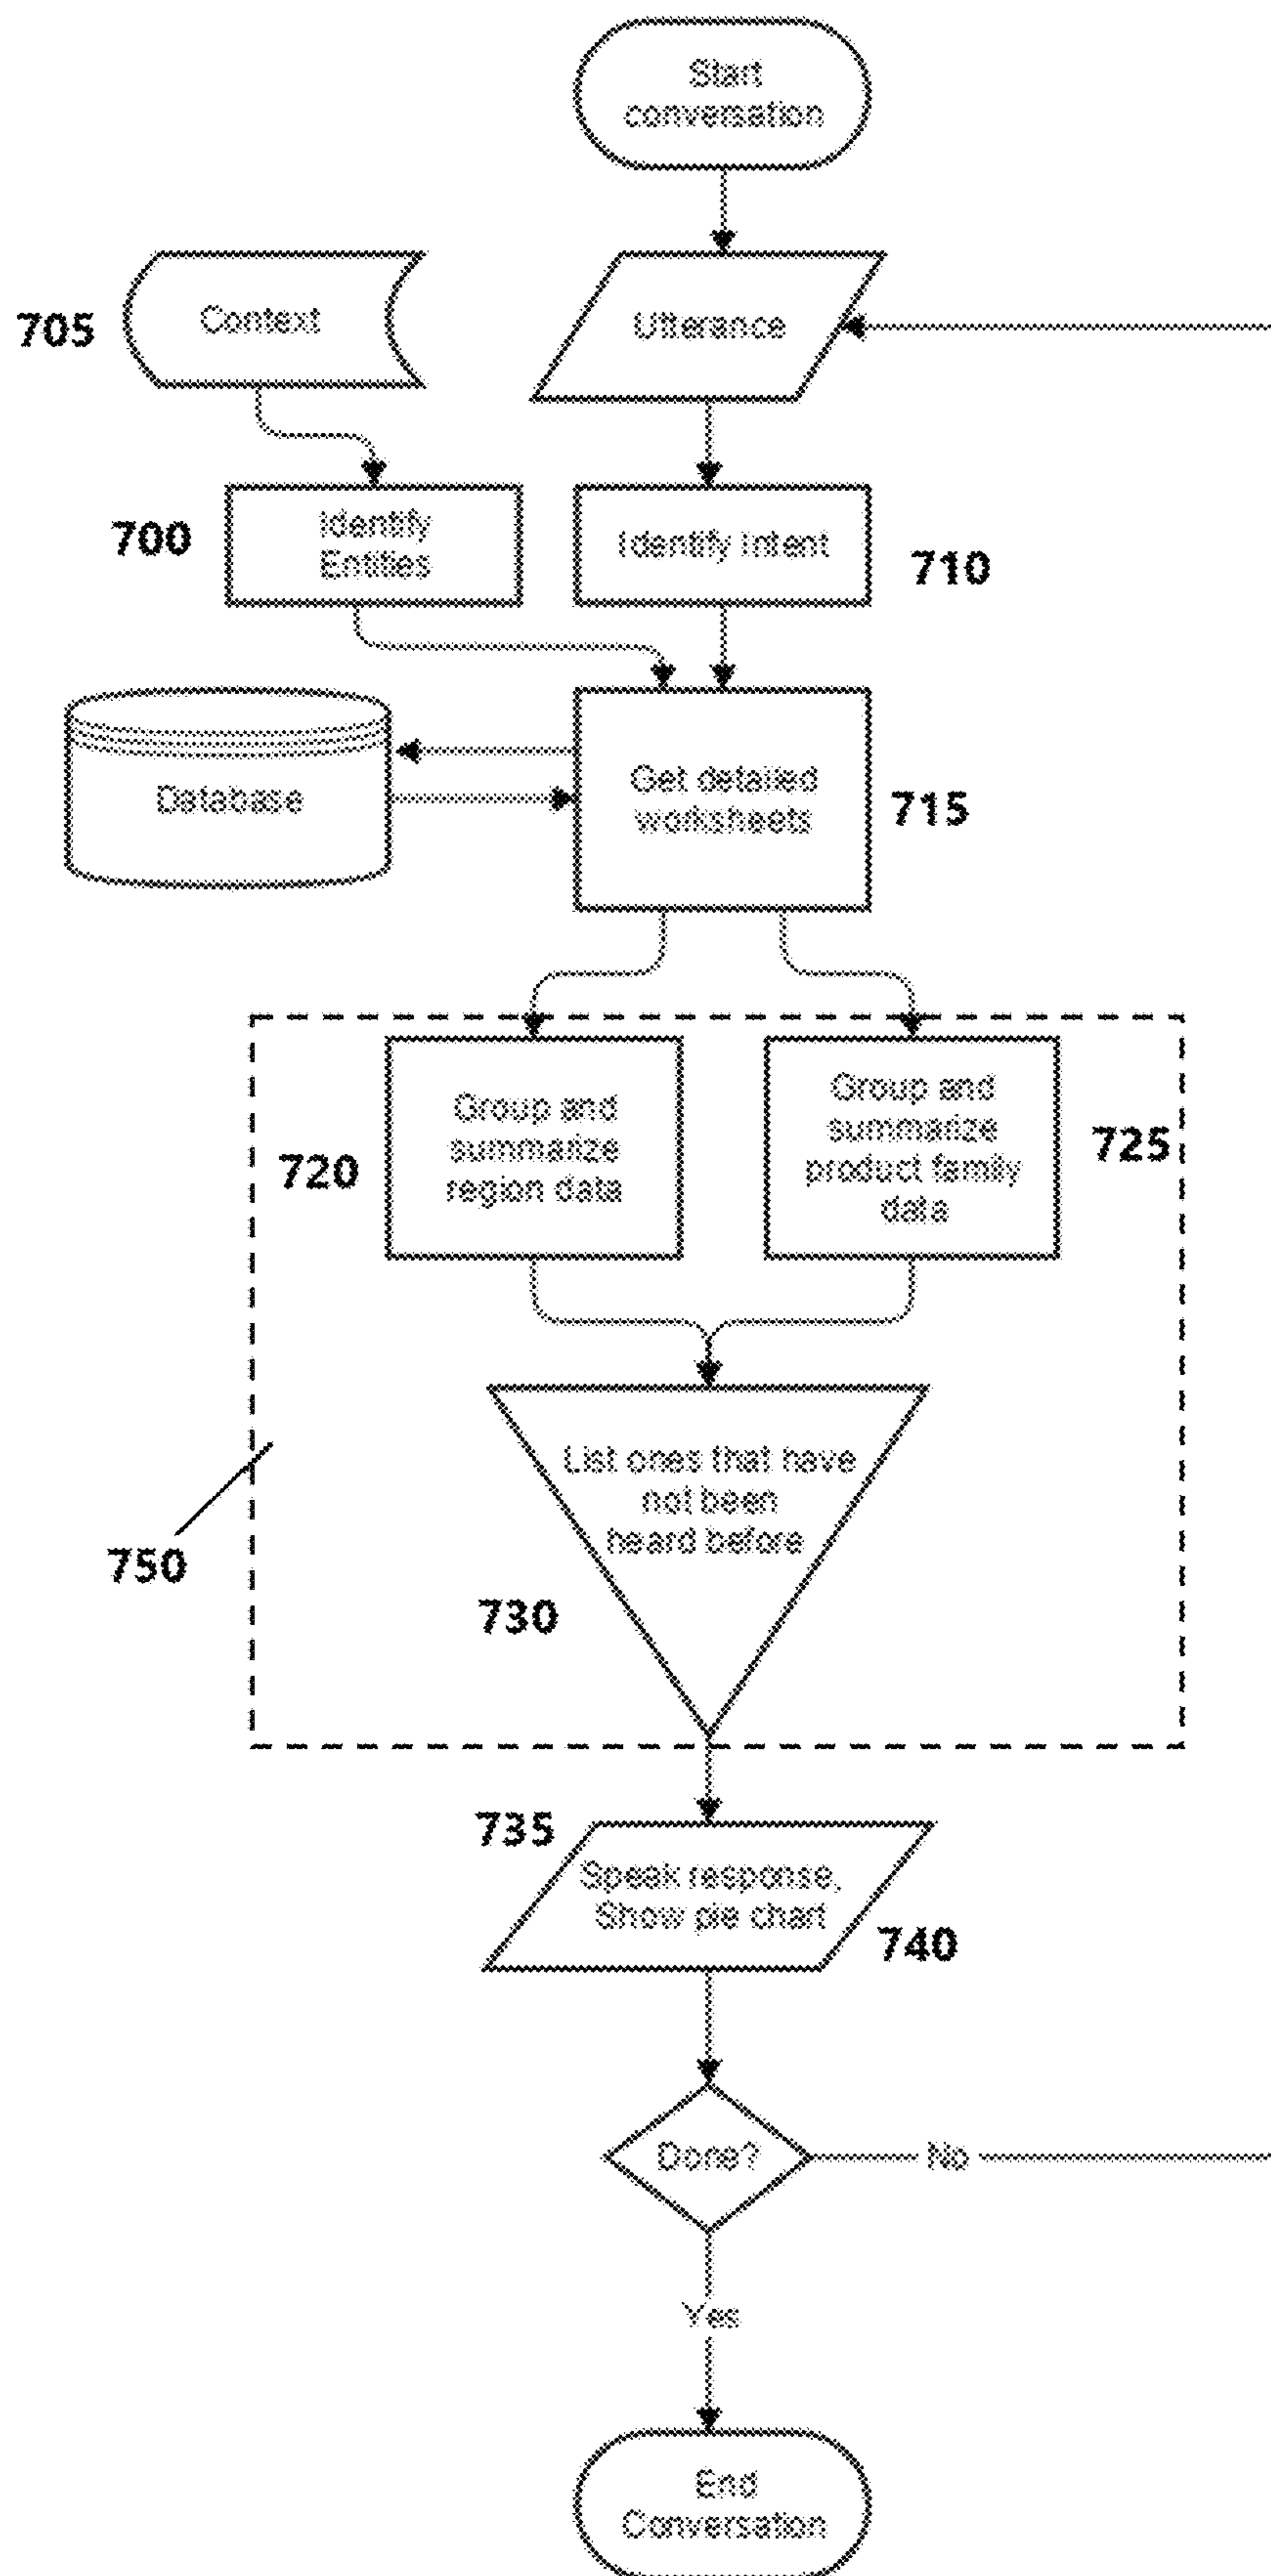 Start
conversation
705
Context
Utterance
700
Identify
Entities
Identify Intent
710
Database
Get detailed
worksheets
715
720
Group and
summarize
region data
Group and
summarize
product family
data
725
List ones that have
not been
heard before
750
730
735
Speak response,
Show pie chart
740
Done?
No
Yes
End
Conversation